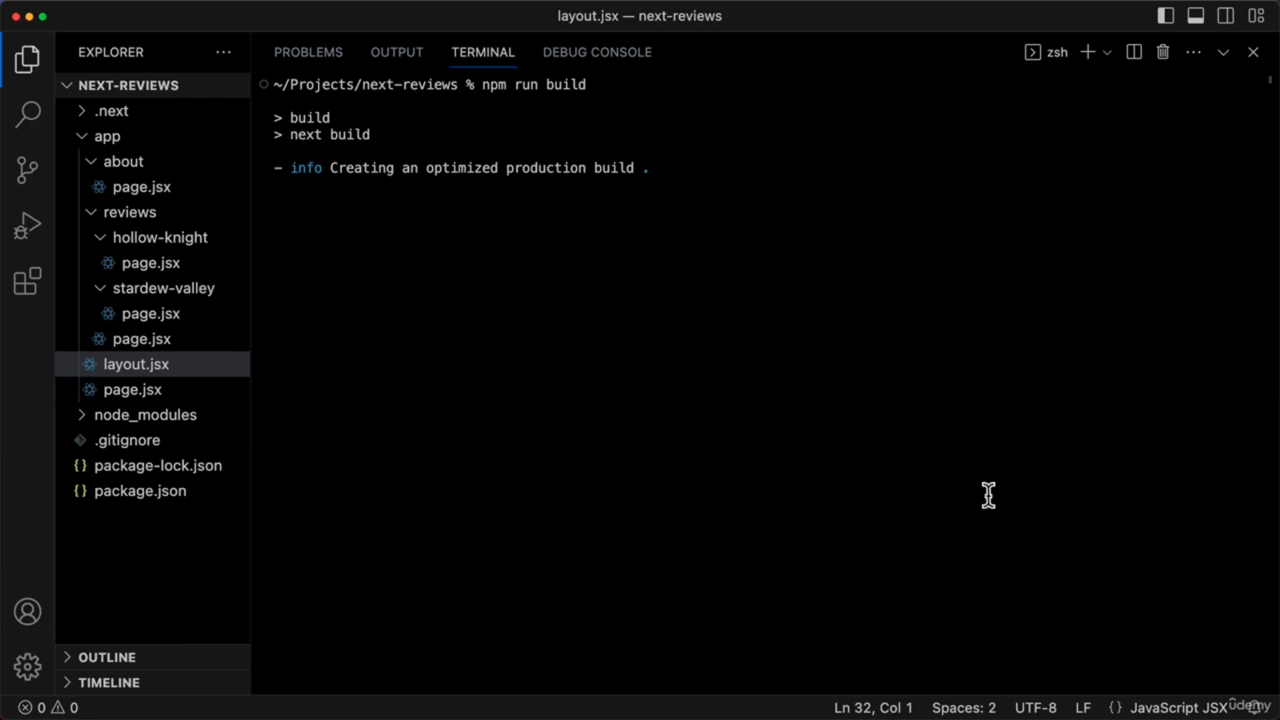 layout.jsx — next-reviews
EXPLORER ···
NEXT-REVIEWS
.next
app
about
page.jsx
reviews
hollow-knight
page.jsx
stardew-valley
page.jsx
page.jsx
layout.jsx
page.jsx
node_modules
.gitignore
{} package-lock.json
{} package.json
OUTLINE
TIMELINE
PROBLEMS OUTPUT TERMINAL DEBUG CONSOLE
zsh
~/Projects/next-reviews % npm run build
> build
> next build
- info Creating an optimized production build .
0 0
Ln 32, Col 1 Spaces: 2 UTF-8 LF {} JavaScript JSX
udemy